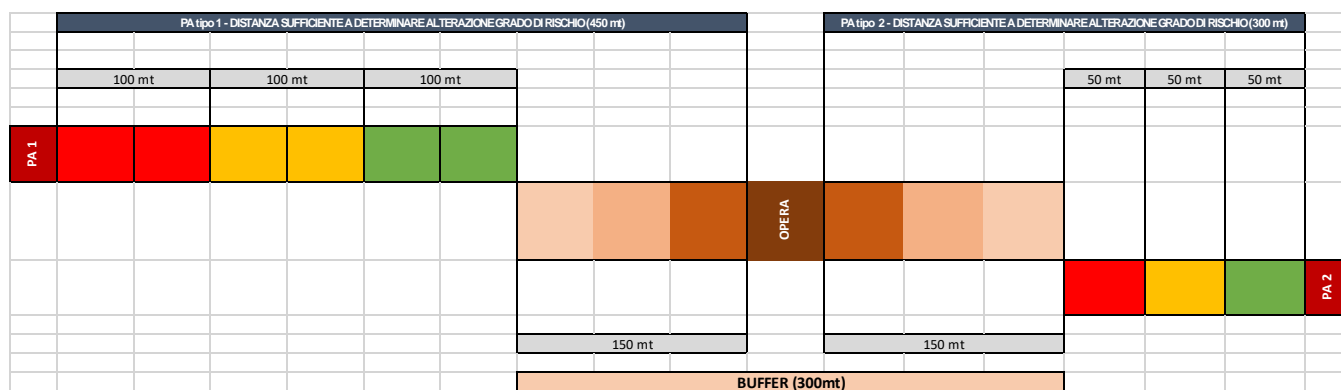 PA tipo 1 - DISTANZA SUFFICIENTE A DETERMINARE ALTERAZIONE GRADO DI RISCHIO (450 mt)
PA tipo 2 - DISTANZA SUFFICIENTE A DETERMINARE ALTERAZIONE GRADO DI RISCHIO (300 mt)
100 mt
100 mt
100 mt
50 mt
50 mt
50 mt
PA 1
OPERA
PA 2
150 mt
150 mt
BUFFER (300mt)